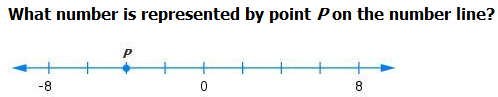 What number is represented by point P on the number line?
P
-8 0 8